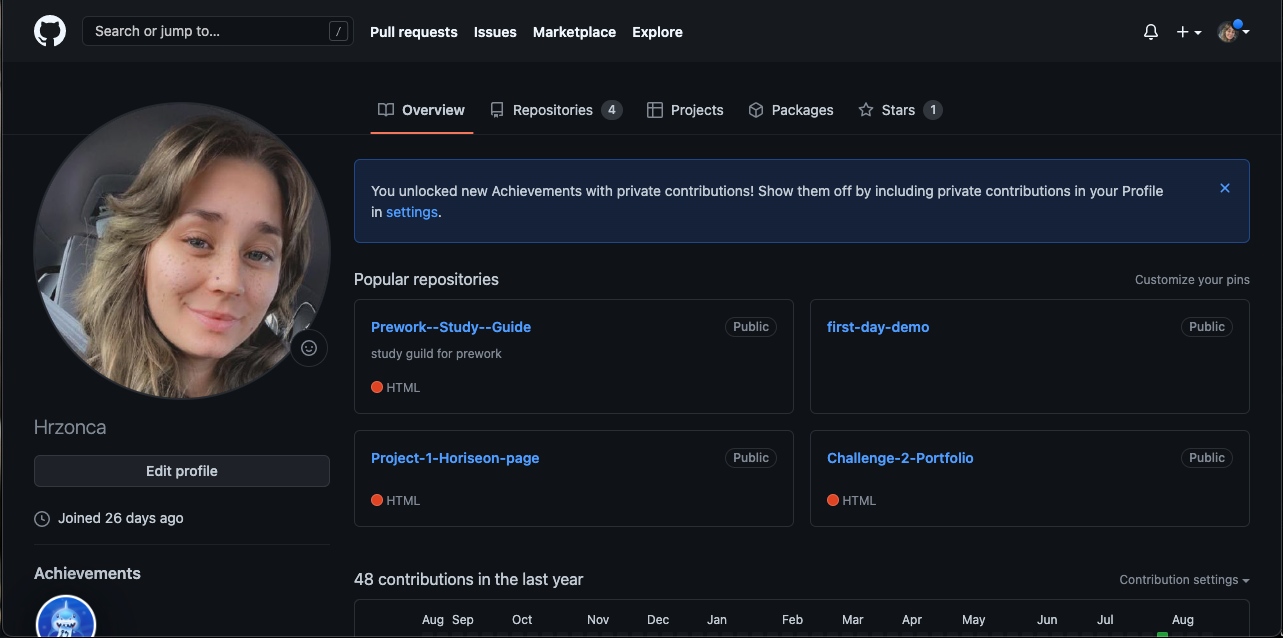 Search or jump to... /
Pull requests Issues Marketplace Explore
Overview Repositories 4 Projects Packages Stars 1
You unlocked new Achievements with private contributions! Show them off by including private contributions in your Profile
in settings.
Popular repositories Customize your pins
Prework--Study--Guide Public
study guild for prework
HTML
first-day-demo Public
Project-1-Horiseon-page Public
HTML
Challenge-2-Portfolio Public
HTML
Hrzonca
Edit profile
Joined 26 days ago
Achievements
48 contributions in the last year Contribution settings
Aug Sep Oct Nov Dec Jan Feb Mar Apr May Jun Jul Aug